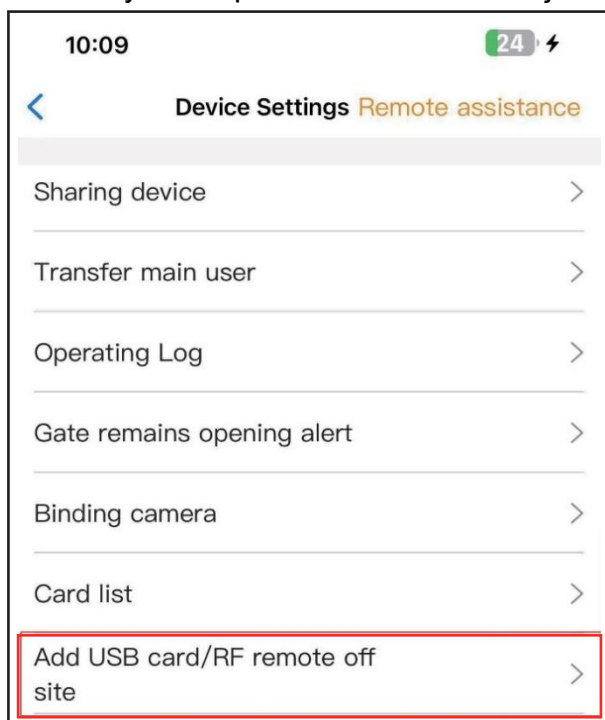 10:09 24
Device Settings Remote assistance
Sharing device
Transfer main user
Operating Log
Gate remains opening alert
Binding camera
Card list
Add USB card/RF remote off
site